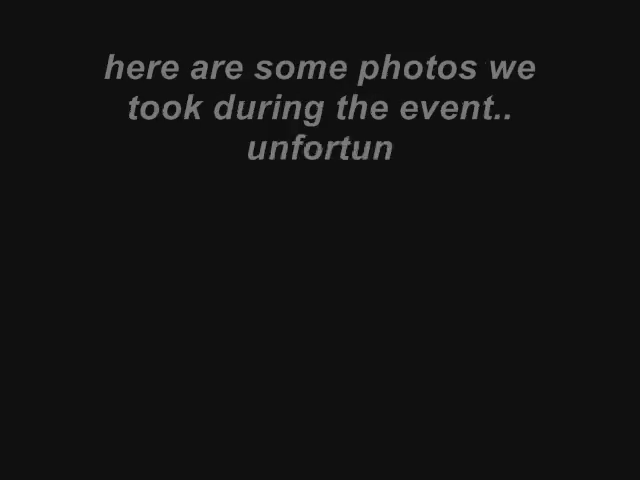 here are some photos we
took during the event..
unfortun